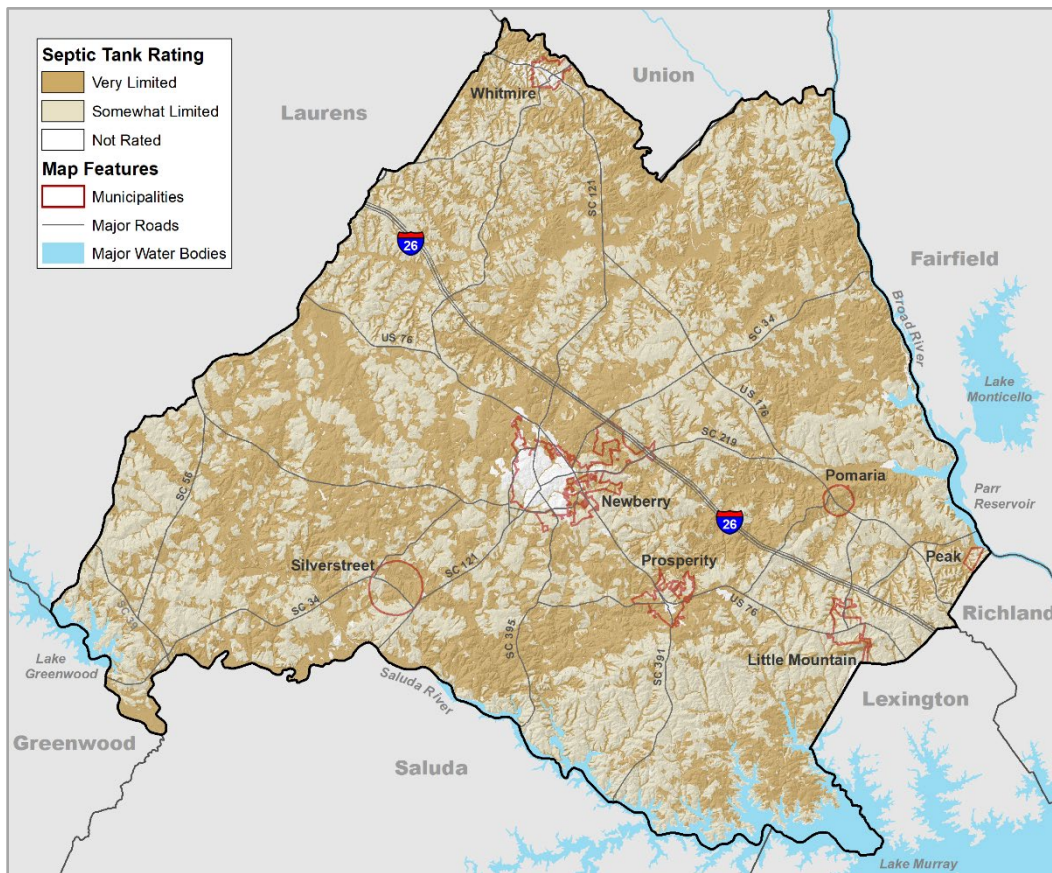 Septic Tank Rating
Very Limited
Somewhat Limited
Not Rated
Map Features
Municipalities
Major Roads
Major Water Bodies
Union
Whitmire
Laurens
SC 121
26
Fairfield
Broad River
SC 34
US 76
Lake
Monticello
US 176
SC 219
SC 56
Pomaria
Newberry
Parr
Reservoir
26
Silverstreet
SC 121
Prosperity
Peak
SC 34
US 76
Richland
SC 395
SC 391
Little Mountain
Lake
Greenwood
Saluda River
Lexington
Greenwood
Saluda
Lake Murray